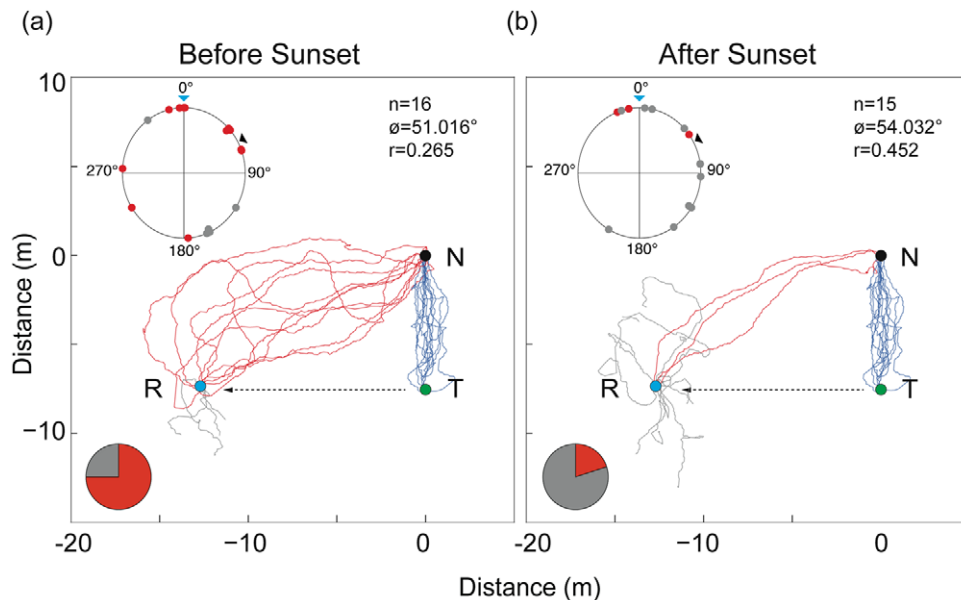 (a)
Before Sunset
10
0°
n=16
ø=51.016°
r=0.265
270°
90°
180°
0
N
R
T
−10
−20
−10
0
Distance (m)
(b)
After Sunset
0°
n=15
ø=54.032°
r=0.452
270°
90°
180°
N
R
T
−20
−10
0
Distance (m)